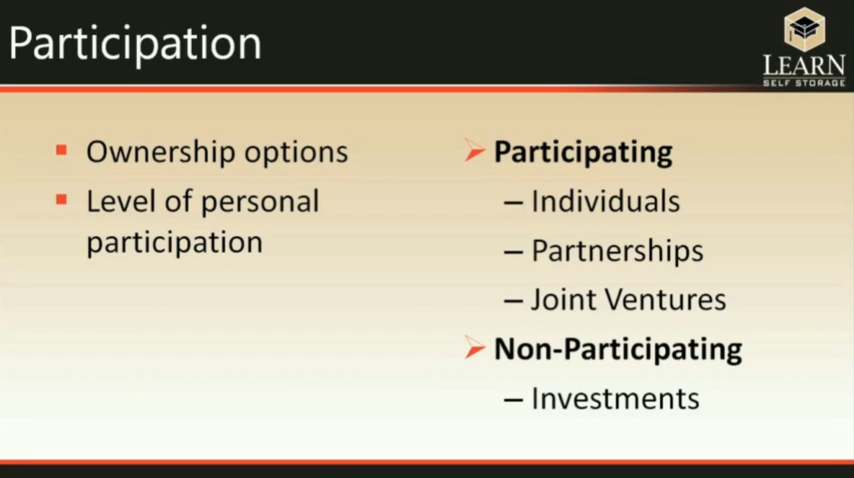 Participation
LEARN
SELF STORAGE
Ownership options
Level of personal
participation
Participating
– Individuals
– Partnerships
– Joint Ventures
Non-Participating
– Investments